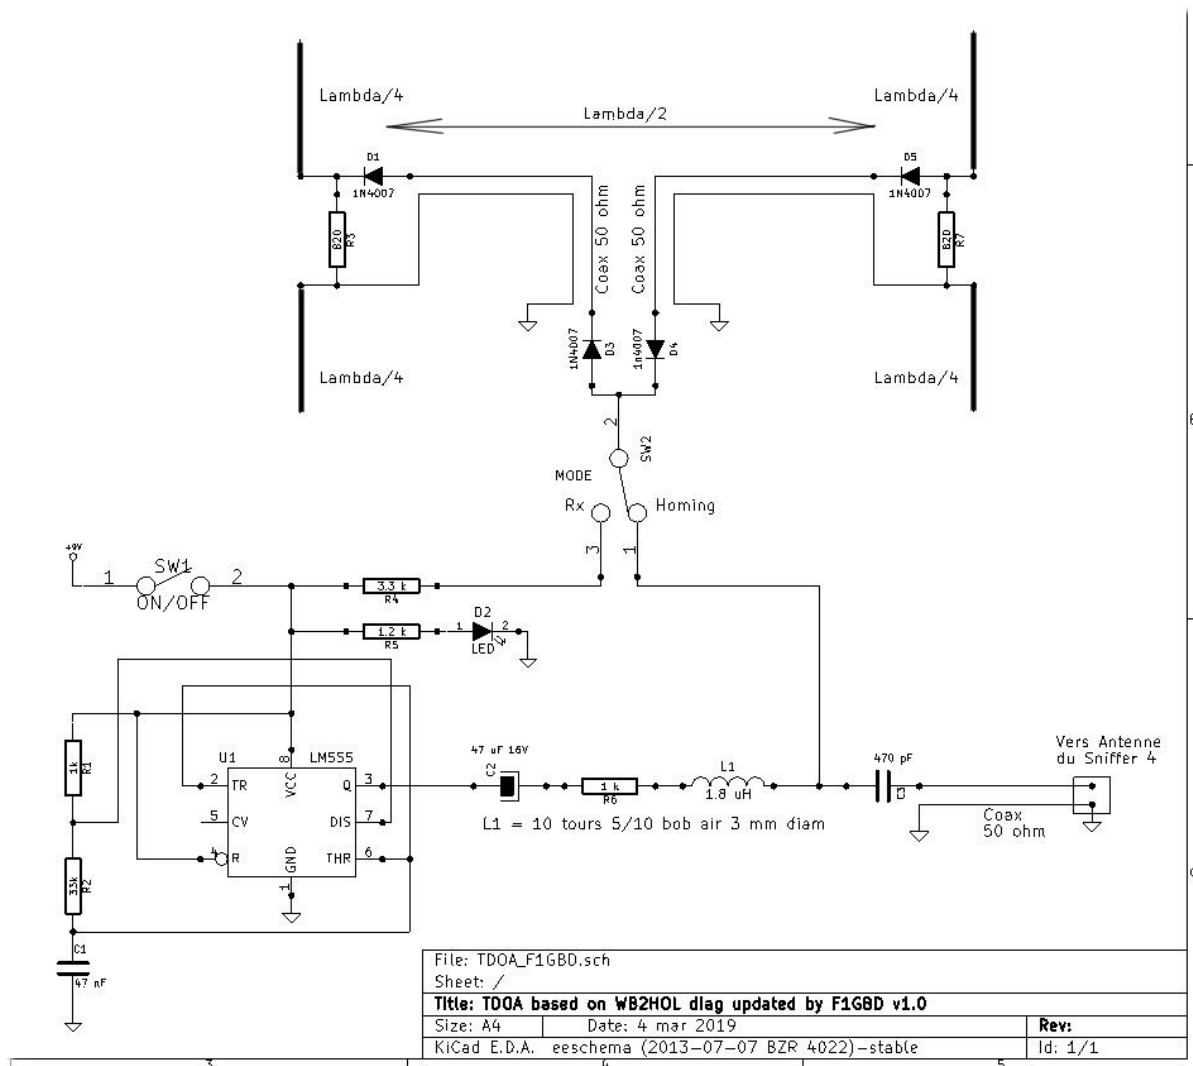 Lambda/4
Lambda/4
Lambda/2
D1
1N4007
D5
1N4007
820
R3
Coax 50 ohm
Coax 50 ohm
820
R7
1N4007
D3
1n4007
D4
Lambda/4
Lambda/4
2
SW2
MODE
Rx
Homing
3
1
+9V
1
SW1
2
ON/OFF
3.3 k
R4
D2
1.2 k
R5
1
2
LED
U1
LM555
8
VCC
2
TR
Q
3
5
CV
DIS
7
4
R
THR
6
GND
1
1k
R1
33k
R2
C1
47 nF
47 uF 16V
C2
1 k
R6
L1
1.8 uH
L1 = 10 tours 5/10 bob air 3 mm diam
470 pF
C3
Vers Antenne
du Sniffer 4
Coax
50 ohm
File: TDOA_F1GBD.sch
Sheet: /
Title: TDOA based on WB2HOL diag updated by F1GBD v1.0
Size: A4
Date: 4 mar 2019
Rev:
KiCad E.D.A. eeschema (2013-07-07 BZR 4022)-stable
Id: 1/1